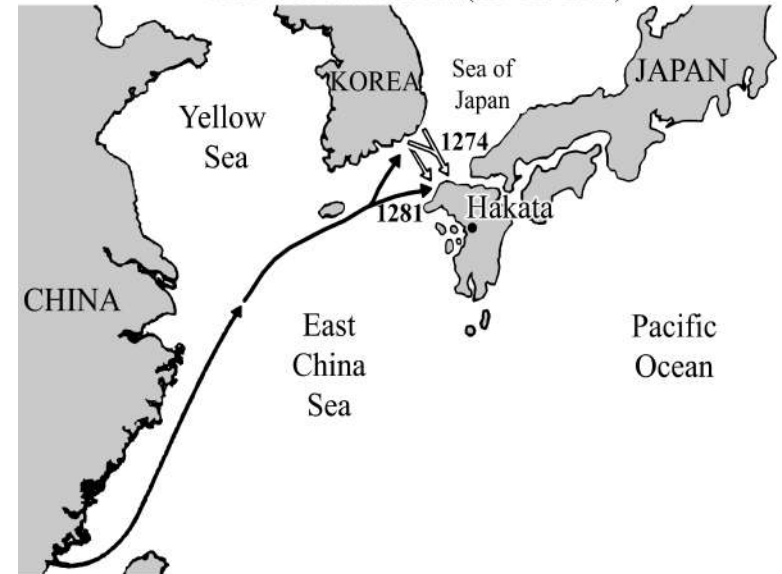 KOREA
Sea of
Japan
JAPAN
Yellow
Sea
1274
1281
Hakata
CHINA
East
China
Sea
Pacific
Ocean